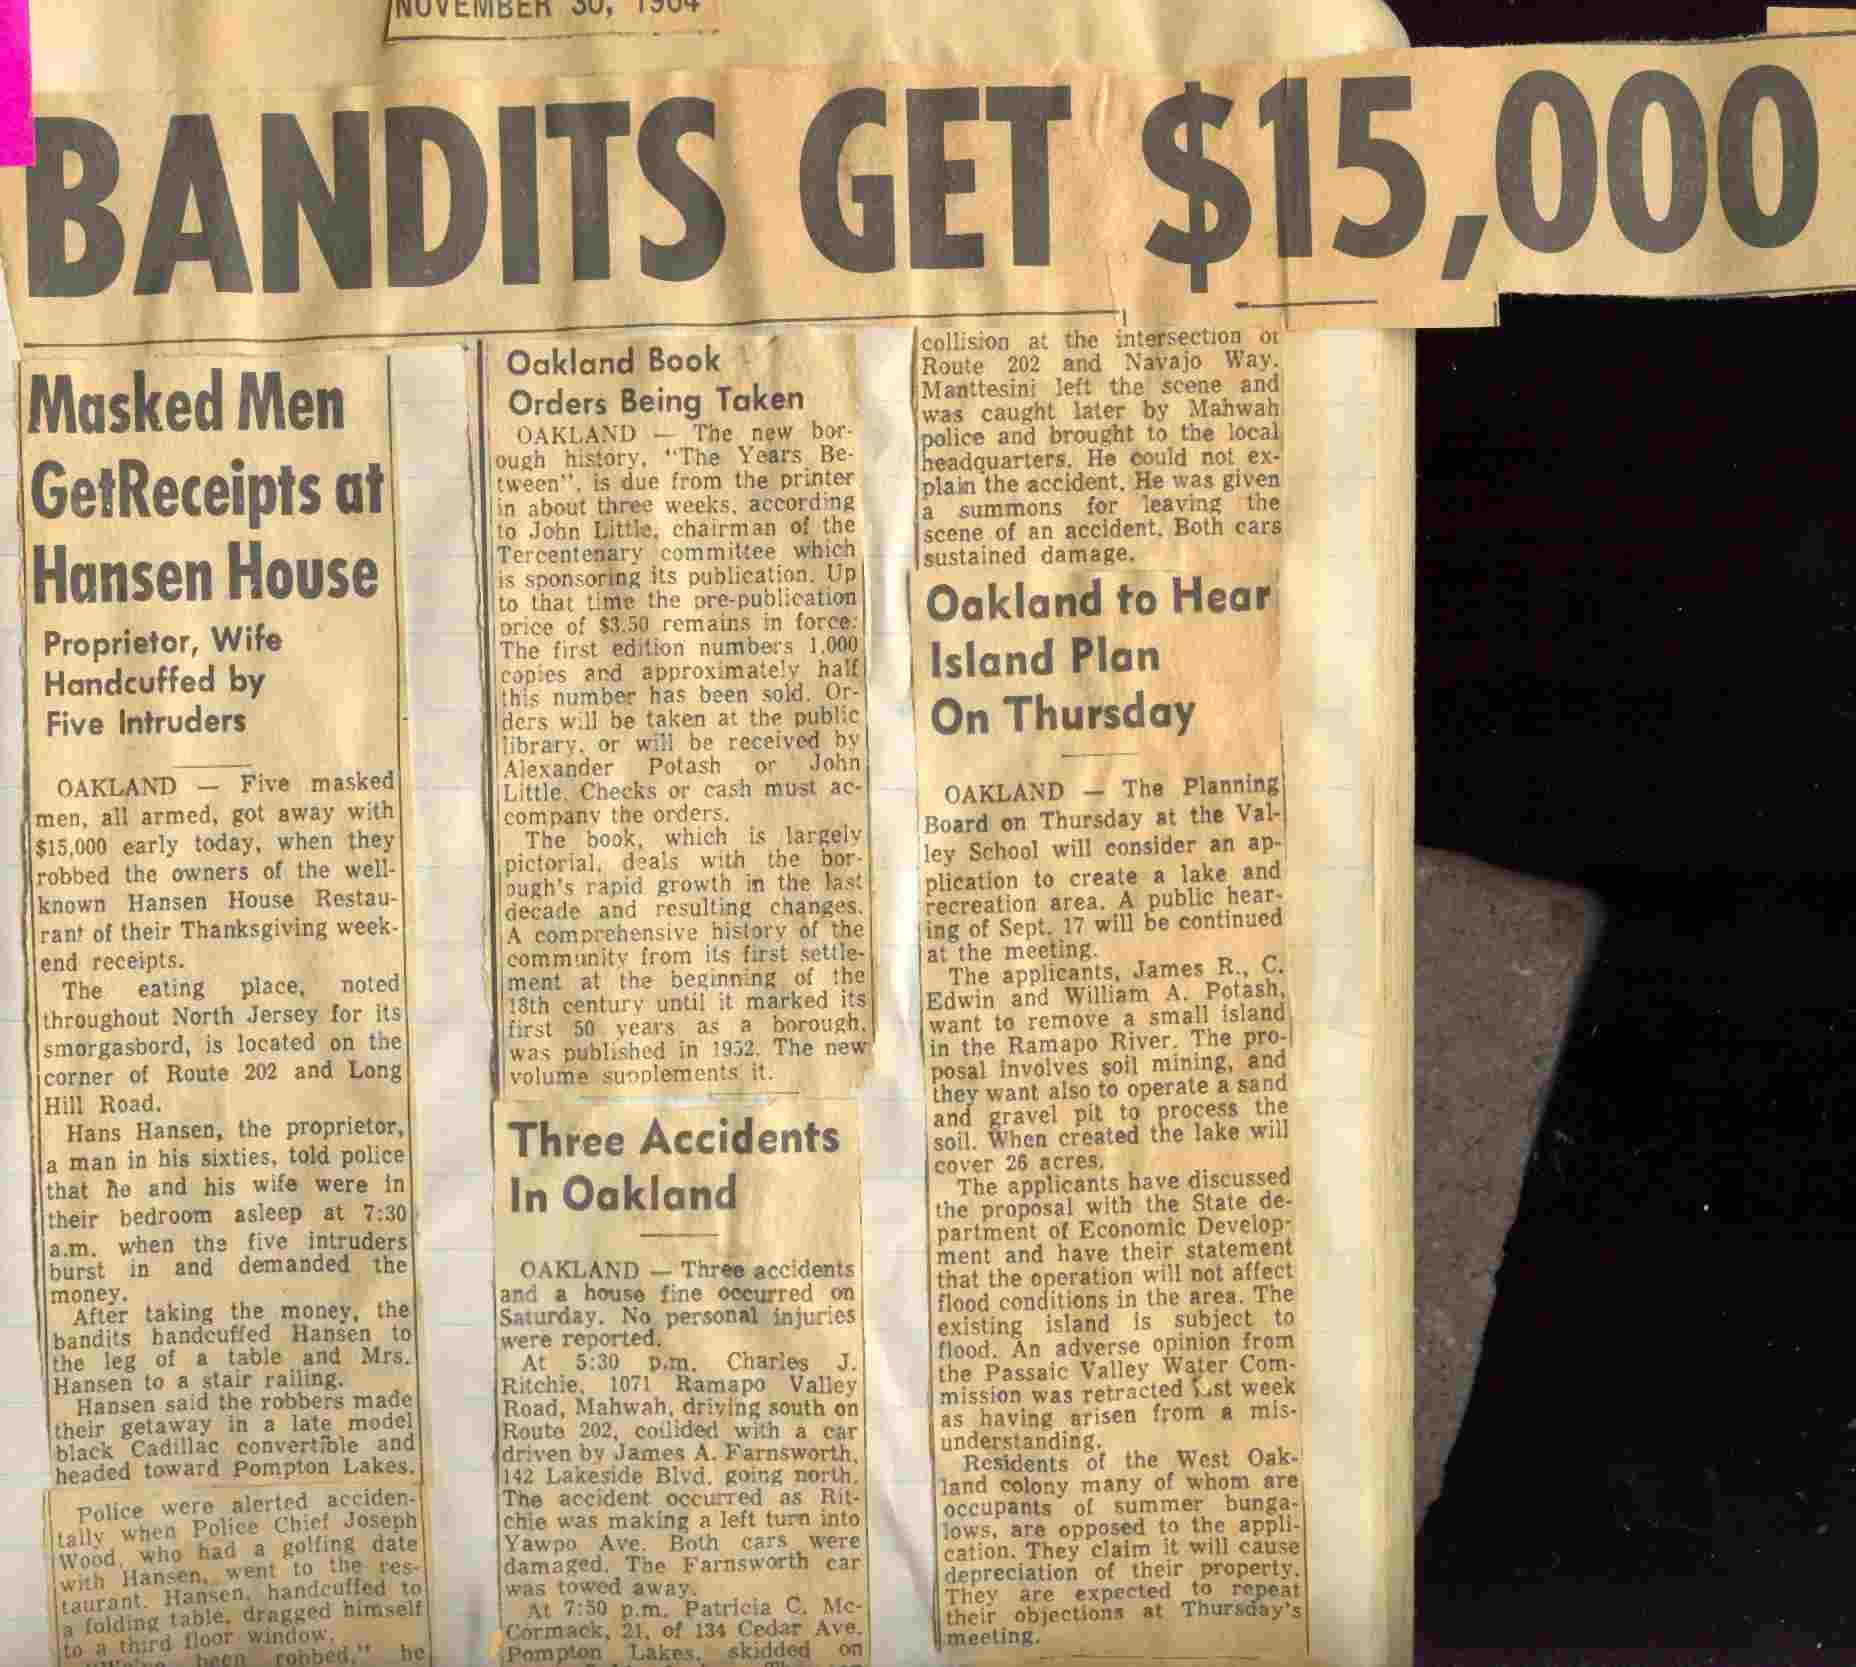 NOVEMBER 30, 1964
BANDITS GET $15,000
Masked Men
GetReceipts at
Hansen House
Proprietor, Wife
Handcuffed by
Five Intruders
OAKLAND — Five masked
men, all armed, got away with
$15,000 early today, when they
robbed the owners of the well-
known Hansen House Restau-
rant of their Thanksgiving week-
end receipts.
The eating place, noted
throughout North Jersey for its
smorgasbord, is located on the
corner of Route 202 and Long
Hill Road.
Hans Hansen, the proprietor,
a man in his sixties, told police
that he and his wife were in
their bedroom asleep at 7:30
a.m. when the five intruders
burst in and demanded the
money.
After taking the money, the
bandits handcuffed Hansen to
the leg of a table and Mrs.
Hansen to a stair railing.
Hansen said the robbers made
their getaway in a late model
black Cadillac convertible and
headed toward Pompton Lakes.
Police were alerted acciden-
tally when Police Chief Joseph
Wood, who had a golfing date
with Hansen, went to the res-
taurant. Hansen, handcuffed to
a folding table, dragged himself
to a third floor window.
"We've been robbed," he
Oakland Book
Orders Being Taken
OAKLAND — The new bor-
ough history, "The Years Be-
tween", is due from the printer
in about three weeks, according
to John Little, chairman of the
Tercentenary committee which
is sponsoring its publication. Up
to that time the pre-publication
price of $3.50 remains in force.
The first edition numbers 1,000
copies and approximately half
this number has been sold. Or-
ders will be taken at the public
library, or will be received by
Alexander Potash or John
Little. Checks or cash must ac-
company the orders.
The book, which is largely
pictorial, deals with the bor-
ough's rapid growth in the last
decade and resulting changes.
A comprehensive history of the
community from its first settle-
ment at the beginning of the
18th century until it marked its
first 50 years as a borough,
was published in 1952. The new
volume supplements it.
Three Accidents
In Oakland
OAKLAND — Three accidents
and a house fine occurred on
Saturday. No personal injuries
were reported.
At 5:30 p.m. Charles J.
Ritchie, 1071 Ramapo Valley
Road, Mahwah, driving south on
Route 202, collided with a car
driven by James A. Farnsworth,
142 Lakeside Blvd. going north.
The accident occurred as Rit-
chie was making a left turn into
Yawpo Ave. Both cars were
damaged. The Farnsworth car
was towed away.
At 7:50 p.m. Patricia C. Mc-
Cormack, 21, of 134 Cedar Ave.
Pompton Lakes, skidded on
collision at the intersection of
Route 202 and Navajo Way.
Manttesini left the scene and
was caught later by Mahwah
police and brought to the local
headquarters. He could not ex-
plain the accident. He was given
a summons for leaving the
scene of an accident. Both cars
sustained damage.
Oakland to Hear
Island Plan
On Thursday
OAKLAND — The Planning
Board on Thursday at the Val-
ley School will consider an ap-
plication to create a lake and
recreation area. A public hear-
ing of Sept. 17 will be continued
at the meeting.
The applicants, James R., C.
Edwin and William A. Potash,
want to remove a small island
in the Ramapo River. The pro-
posal involves soil mining, and
they want also to operate a sand
and gravel pit to process the
soil. When created the lake will
cover 26 acres.
The applicants have discussed
the proposal with the State de-
partment of Economic Develop-
ment and have their statement
that the operation will not affect
flood conditions in the area. The
existing island is subject to
flood. An adverse opinion from
the Passaic Valley Water Com-
mission was retracted last week
as having arisen from a mis-
understanding.
Residents of the West Oak-
land colony many of whom are
occupants of summer bunga-
lows, are opposed to the appli-
cation. They claim it will cause
depreciation of their property.
They are expected to repeat
their objections at Thursday's
meeting.